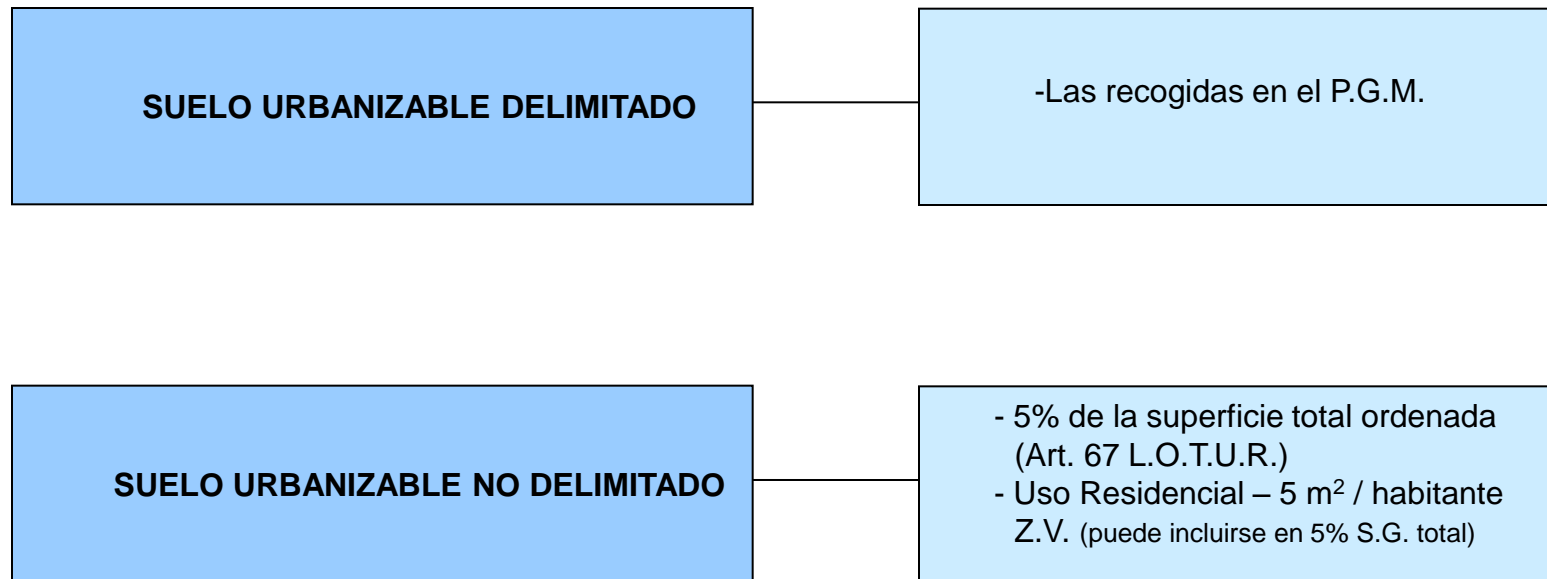 SUELO URBANIZABLE DELIMITADO
-Las recogidas en el P.G.M.
SUELO URBANIZABLE NO DELIMITADO
- 5% de la superficie total ordenada
(Art. 67 L.O.T.U.R.)
- Uso Residencial – 5 m² / habitante
Z.V. (puede incluirse en 5% S.G. total)